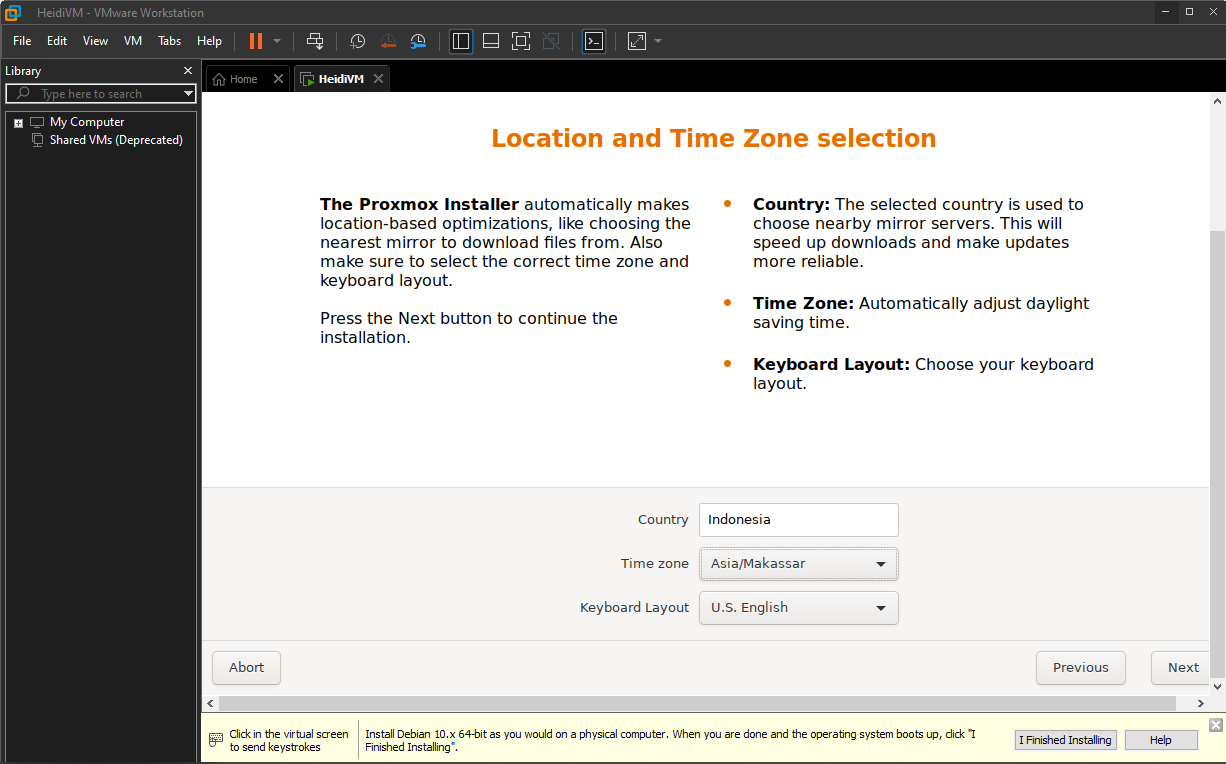 HeidiVM - VMware Workstation
File Edit View VM Tabs Help
Library
Type here to search
My Computer
Shared VMs (Deprecated)
Home
HeidiVM
Location and Time Zone selection
The Proxmox Installer automatically makes
location-based optimizations, like choosing the
nearest mirror to download files from. Also
make sure to select the correct time zone and
keyboard layout.
Press the Next button to continue the
installation.
Country: The selected country is used to
choose nearby mirror servers. This will
speed up downloads and make updates
more reliable.
Time Zone: Automatically adjust daylight
saving time.
Keyboard Layout: Choose your keyboard
layout.
Country Indonesia
Time zone Asia/Makassar
Keyboard Layout U.S. English
Abort Previous Next
Click in the virtual screen
to send keystrokes
Install Debian 10.x 64-bit as you would on a physical computer. When you are done and the operating system boots up, click "I
Finished Installing".
I Finished Installing
Help